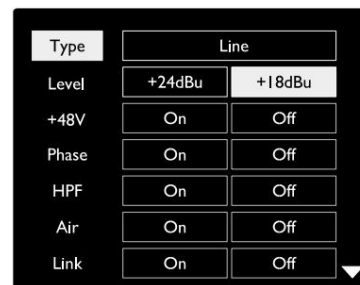 Type Line
Level +24dBu +18dBu
+48V On Off
Phase On Off
HPF On Off
Air On Off
Link On Off